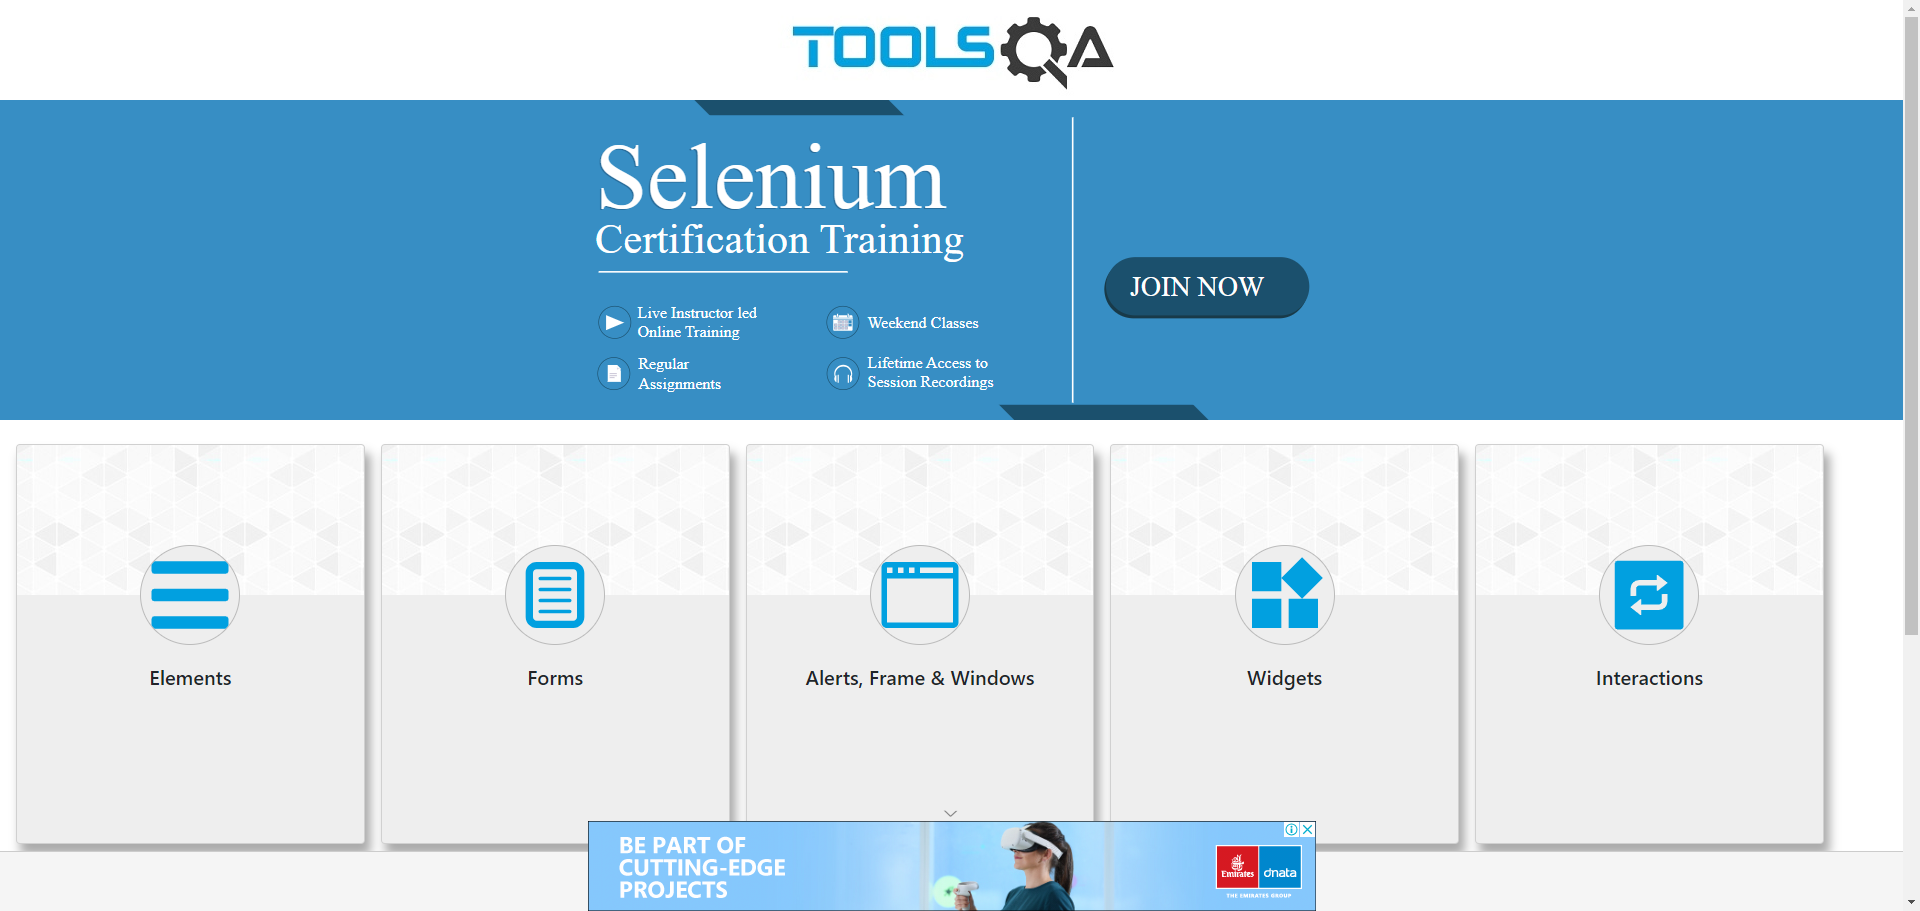 TOOLSQA
Selenium
Certification Training
JOIN NOW
Live Instructor led
Online Training
Weekend Classes
Regular
Assignments
Lifetime Access to
Session Recordings
Elements
Forms
Alerts, Frame & Windows
Widgets
Interactions
BE PART OF
CUTTING-EDGE
PROJECTS
Emirates
dnata
THE EMIRATES GROUP